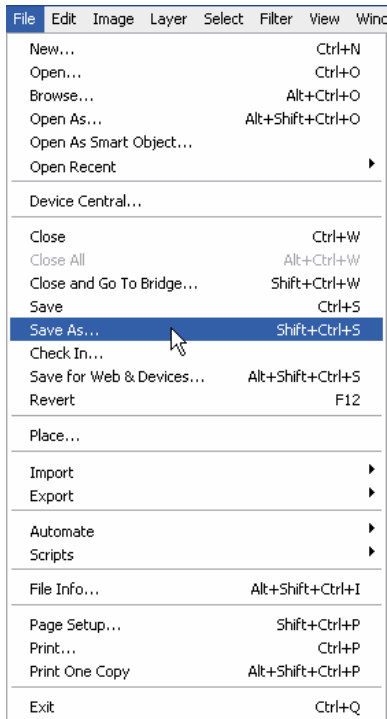 File Edit Image Layer Select Filter View Winc
New... Ctrl+N
Open... Ctrl+O
Browse... Alt+Ctrl+O
Open As... Alt+Shift+Ctrl+O
Open As Smart Object...
Open Recent
Device Central...
Close Ctrl+W
Close All Alt+Ctrl+W
Close and Go To Bridge... Shift+Ctrl+W
Save Ctrl+S
Save As... Shift+Ctrl+S
Check In...
Save for Web & Devices... Alt+Shift+Ctrl+S
Revert F12
Place...
Import
Export
Automate
Scripts
File Info... Alt+Shift+Ctrl+I
Page Setup... Shift+Ctrl+P
Print... Ctrl+P
Print One Copy Alt+Shift+Ctrl+P
Exit Ctrl+Q